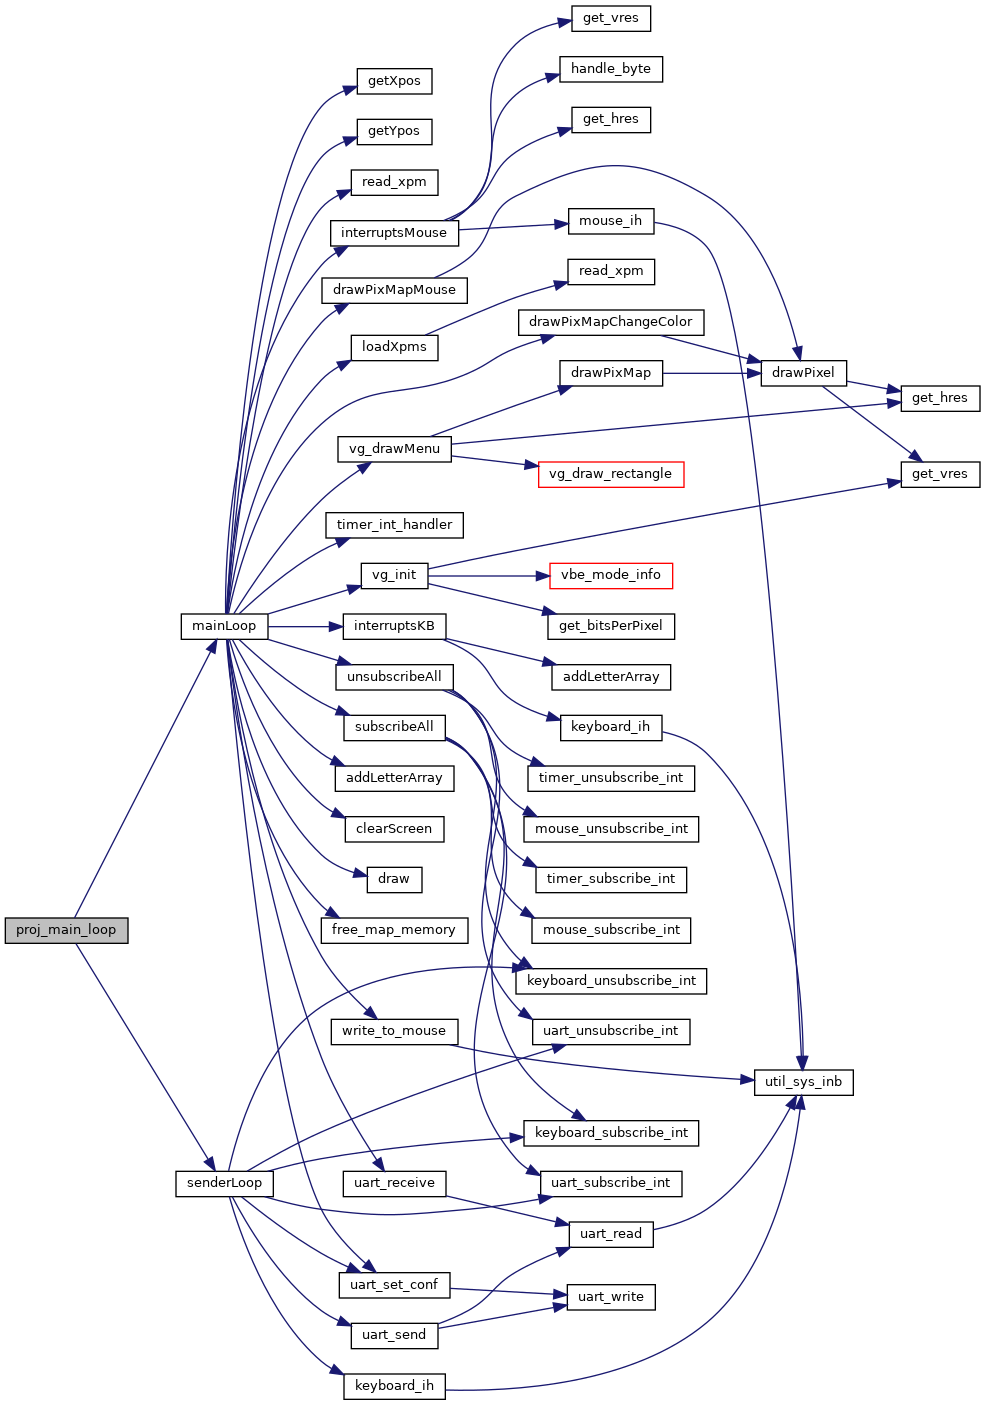 get_vres
handle_byte
getXpos
get_hres
getYpos
read_xpm
mouse_ih
interruptsMouse
read_xpm
drawPixMapMouse
drawPixMapChangeColor
loadXpms
drawPixMap
drawPixel
get_hres
vg_drawMenu
vg_draw_rectangle
get_vres
timer_int_handler
vg_init
vbe_mode_info
mainLoop
interruptsKB
get_bitsPerPixel
unsubscribeAll
addLetterArray
subscribeAll
keyboard_ih
addLetterArray
timer_unsubscribe_int
clearScreen
mouse_unsubscribe_int
draw
timer_subscribe_int
proj_main_loop
free_map_memory
mouse_subscribe_int
keyboard_unsubscribe_int
write_to_mouse
uart_unsubscribe_int
util_sys_inb
keyboard_subscribe_int
senderLoop
uart_receive
uart_subscribe_int
uart_read
uart_set_conf
uart_write
uart_send
keyboard_ih